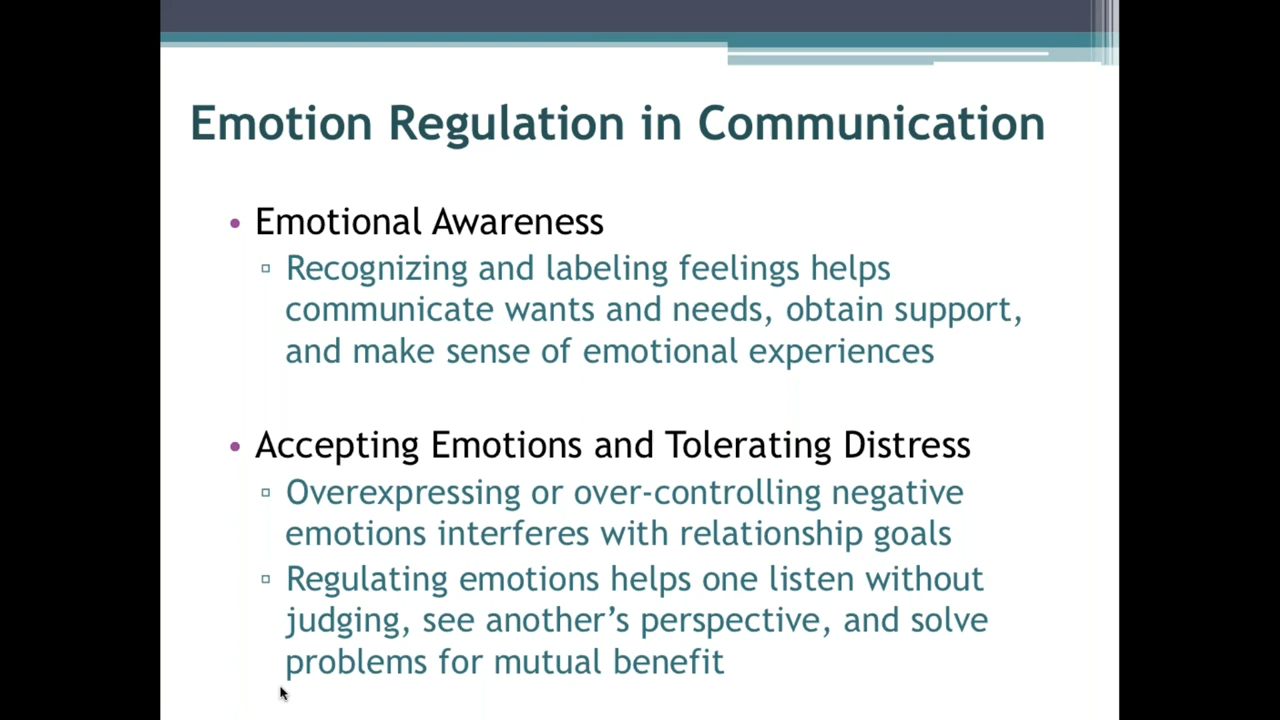 Emotion Regulation in Communication
• Emotional Awareness
▫ Recognizing and labeling feelings helps
communicate wants and needs, obtain support,
and make sense of emotional experiences
• Accepting Emotions and Tolerating Distress
▫ Overexpressing or over-controlling negative
emotions interferes with relationship goals
▫ Regulating emotions helps one listen without
judging, see another’s perspective, and solve
problems for mutual benefit